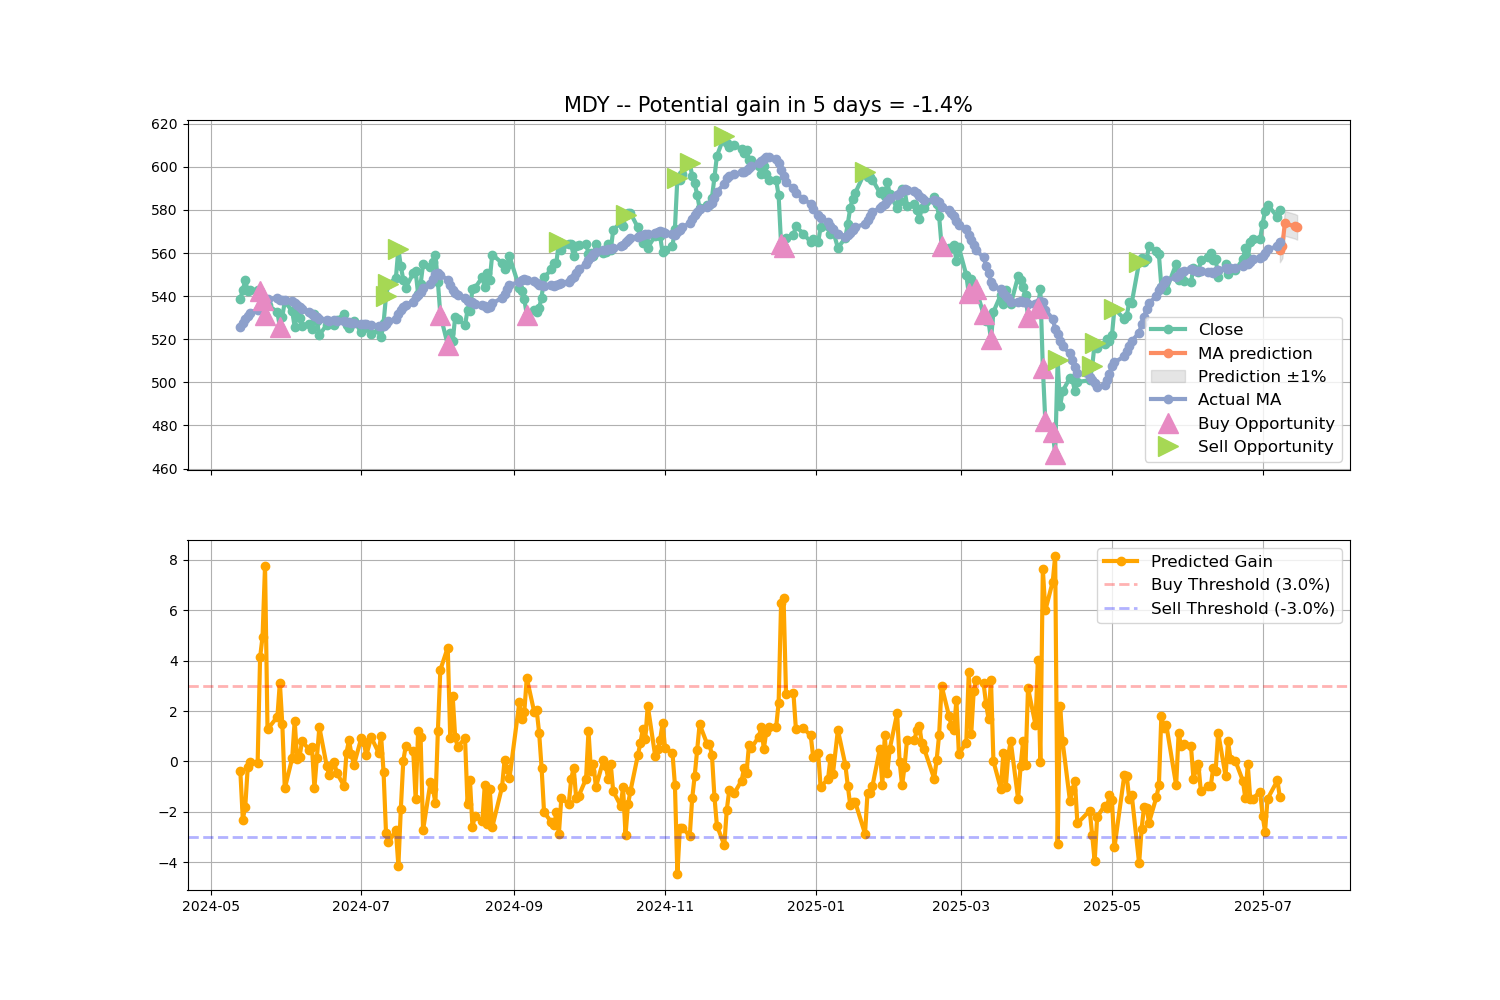 MDY -- Potential gain in 5 days = -1.4%
620
600
580
560
540
520
500
480
460
Close
MA prediction
Prediction ±1%
Actual MA
Buy Opportunity
Sell Opportunity
8
6
4
2
0
−2
−4
Predicted Gain
Buy Threshold (3.0%)
Sell Threshold (-3.0%)
2024-05
2024-07
2024-09
2024-11
2025-01
2025-03
2025-05
2025-07